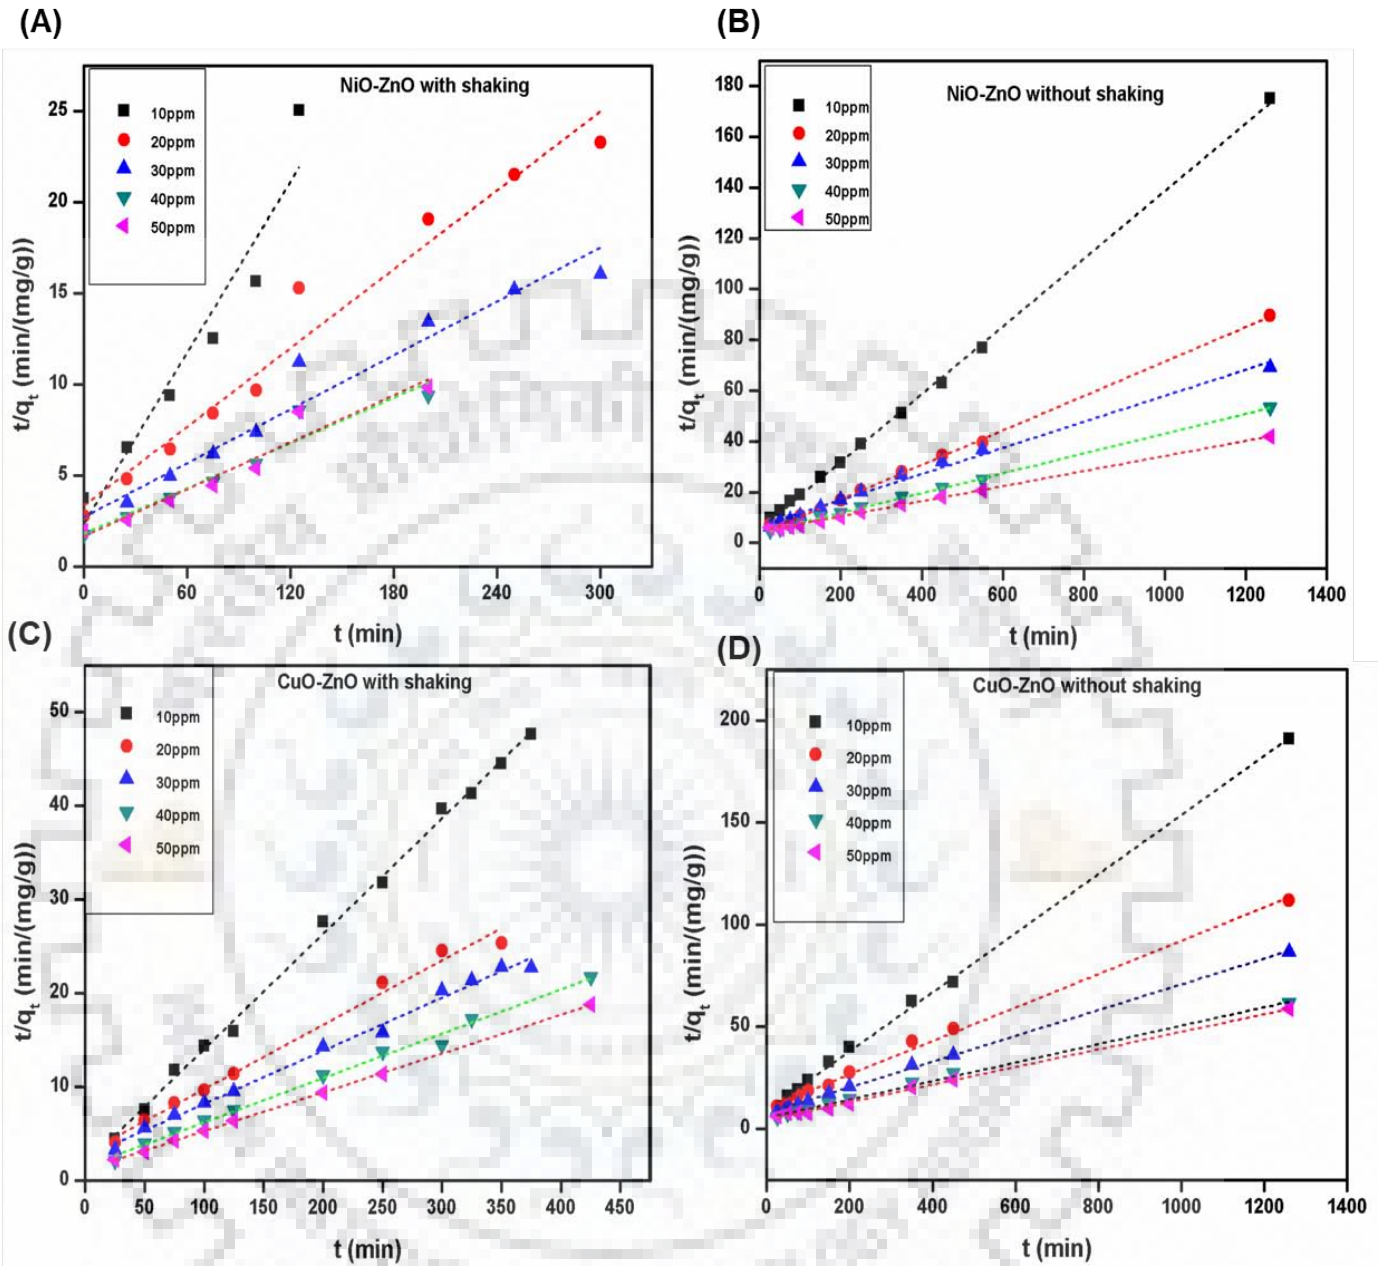 (A)
NiO-ZnO with shaking
10ppm
20ppm
30ppm
40ppm
50ppm
25
20
15
10
5
0
t/qt (min/(mg/g))
0 60 120 180 240 300
t (min)
(B)
NiO-ZnO without shaking
10ppm
20ppm
30ppm
40ppm
50ppm
180
160
140
120
100
80
60
40
20
0
t/qt (min/(mg/g))
0 200 400 600 800 1000 1200 1400
t (min)
(C)
CuO-ZnO with shaking
10ppm
20ppm
30ppm
40ppm
50ppm
50
40
30
20
10
0
t/qt (min/(mg/g))
0 50 100 150 200 250 300 350 400 450
t (min)
(D)
CuO-ZnO without shaking
10ppm
20ppm
30ppm
40ppm
50ppm
200
150
100
50
0
t/qt (min/(mg/g))
0 200 400 600 800 1000 1200 1400
t (min)